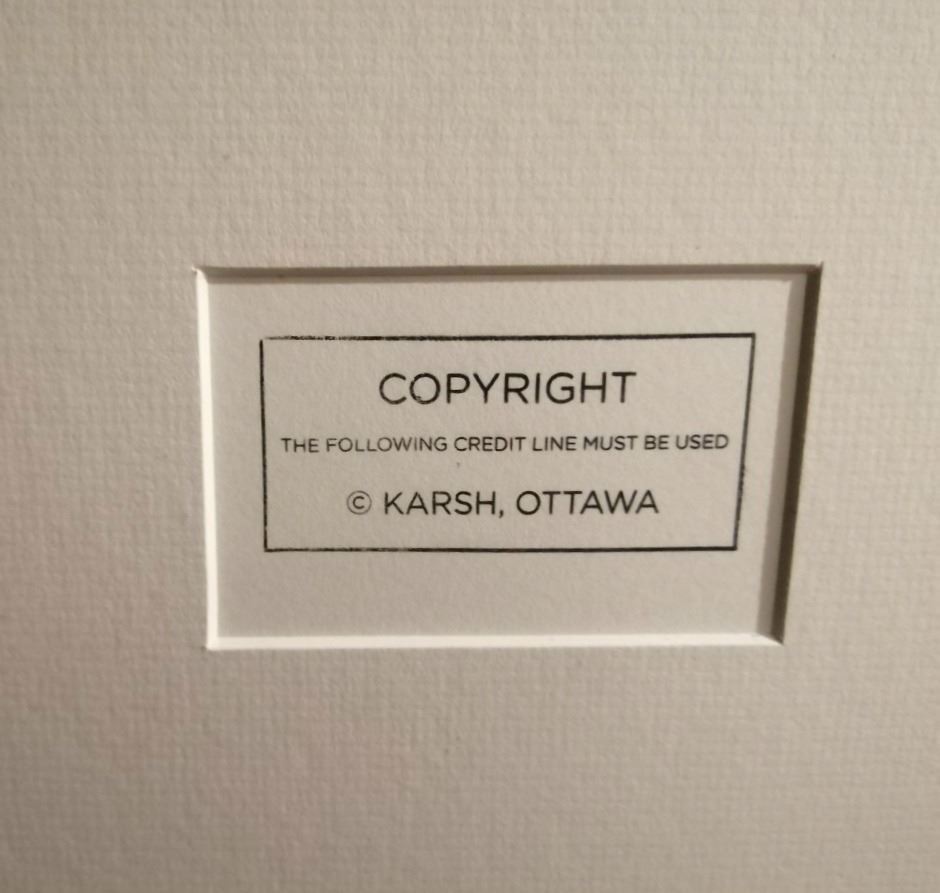 COPYRIGHT
THE FOLLOWING CREDIT LINE MUST BE USED
© KARSH, OTTAWA